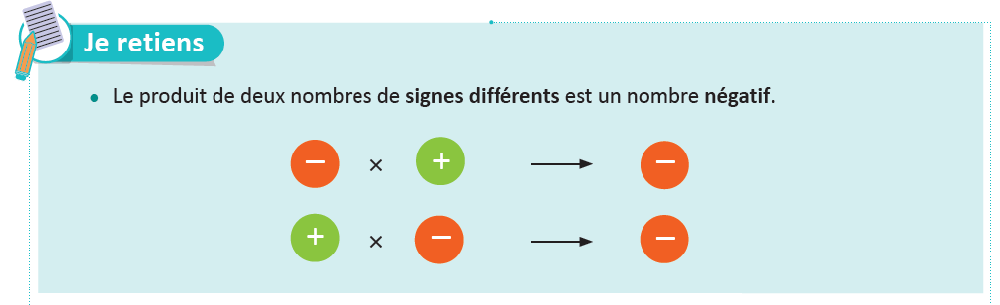 Je retiens
• Le produit de deux nombres de signes différents est un nombre négatif.
− × + ⟶ −
+ × − ⟶ −